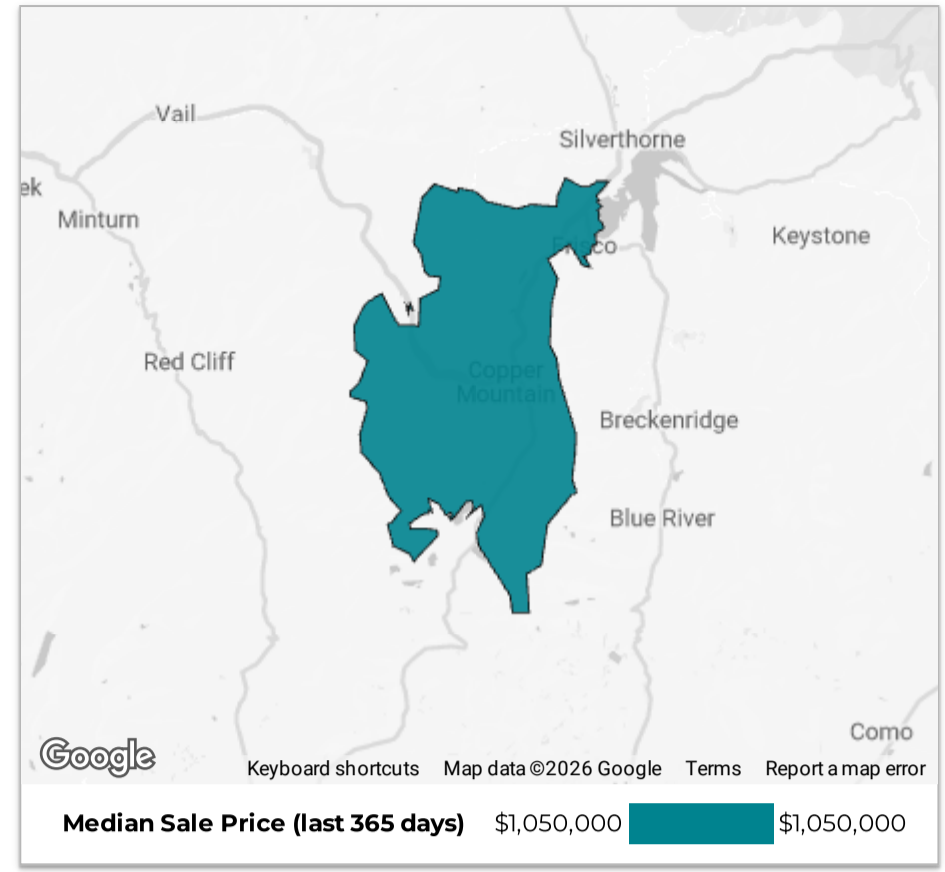 Vail
Silverthorne
ek
Minturn
Keystone
Frisco
Red Cliff
Copper
Mountain
Breckenridge
Blue River
Como
Google
Keyboard shortcuts Map data ©2026 Google Terms Report a map error
Median Sale Price (last 365 days) $1,050,000 $1,050,000